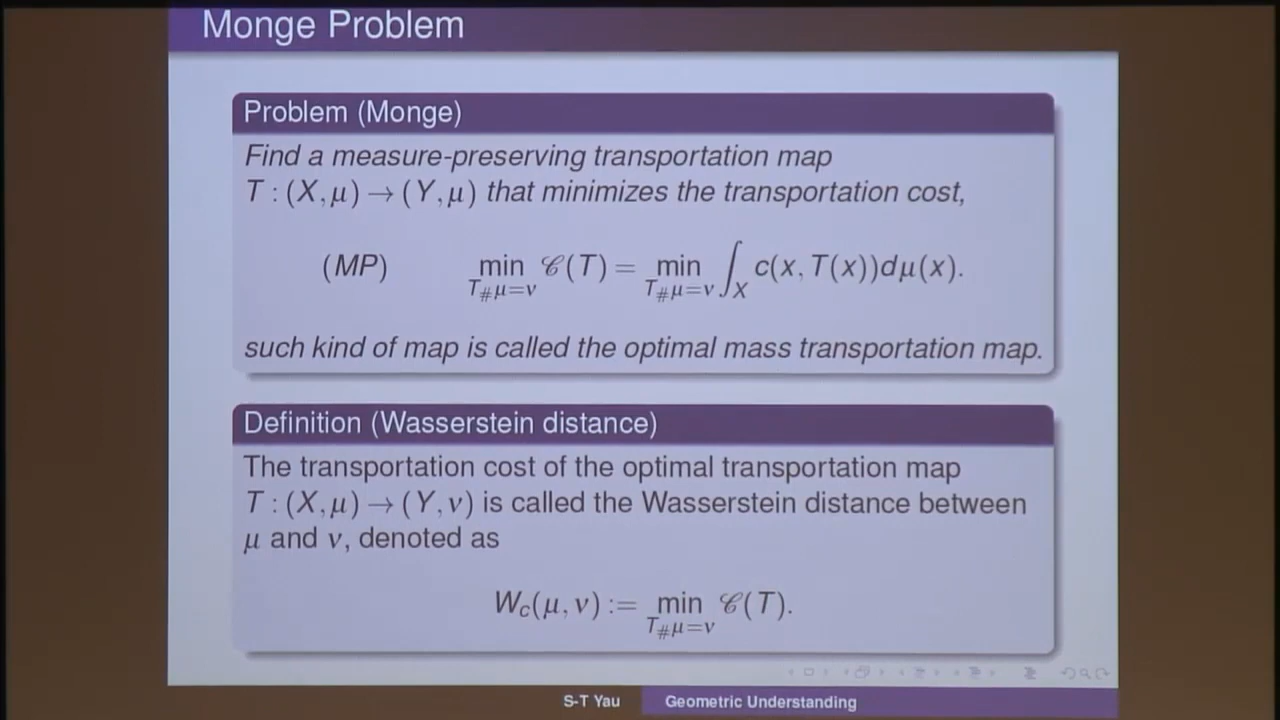 Monge Problem
Problem (Monge)
Find a measure-preserving transportation map
T : (X, μ) → (Y, μ) that minimizes the transportation cost,
(MP) min 𝒞(T) = min ∫ c(x, T(x))dμ(x).
T#μ=ν T#μ=ν X
such kind of map is called the optimal mass transportation map.
Definition (Wasserstein distance)
The transportation cost of the optimal transportation map
T : (X, μ) → (Y, ν) is called the Wasserstein distance between
μ and ν, denoted as
Wc(μ, ν) := min 𝒞(T).
T#μ=ν
S-T Yau Geometric Understanding